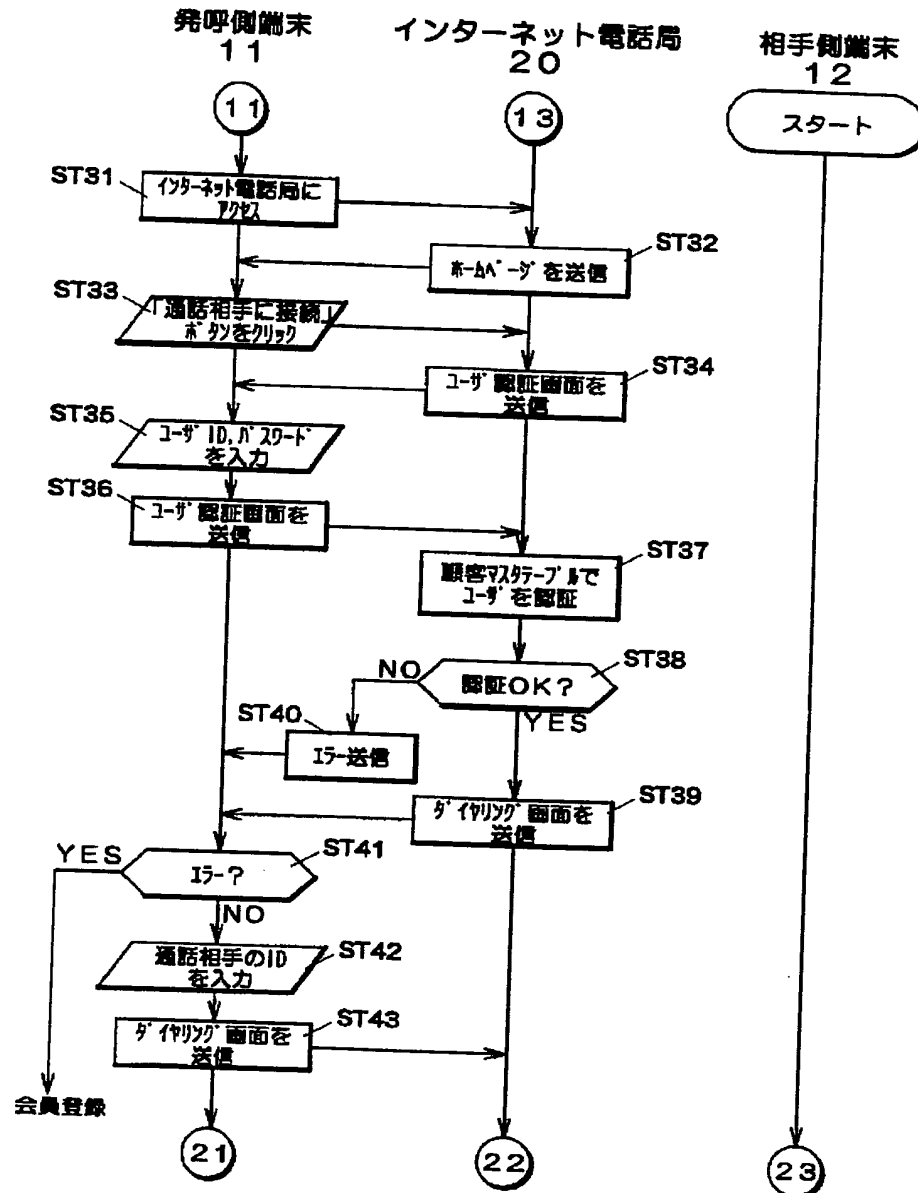 発呼側端末
11
インターネット電話局
20
相手側端末
12
11
13
スタート
ST31
インターネット電話局に
アクセス
ST32
ホームページを送信
ST33
「通話相手に接続」
ボタンをクリック
ST34
ユーザ認証画面を
送信
ST35
ユーザID,パスワード
を入力
ST36
ユーザ認証画面を
送信
ST37
顧客マスタテーブルで
ユーザを認証
ST38
認証OK?
NO
YES
ST40
エラー送信
ST39
ダイヤリング画面を
送信
ST41
エラー?
YES
NO
ST42
通話相手のID
を入力
ST43
ダイヤリング画面を
送信
会員登録
21
22
23